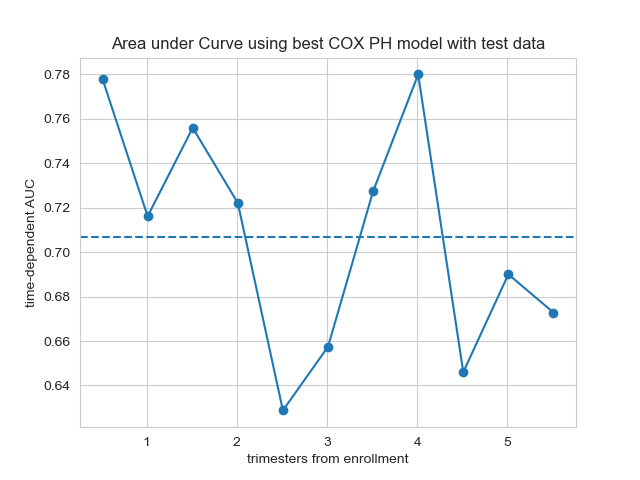 Area under Curve using best COX PH model with test data
0.78
0.76
0.74
0.72
0.70
0.68
0.66
0.64
time-dependent AUC
1 2 3 4 5
trimesters from enrollment